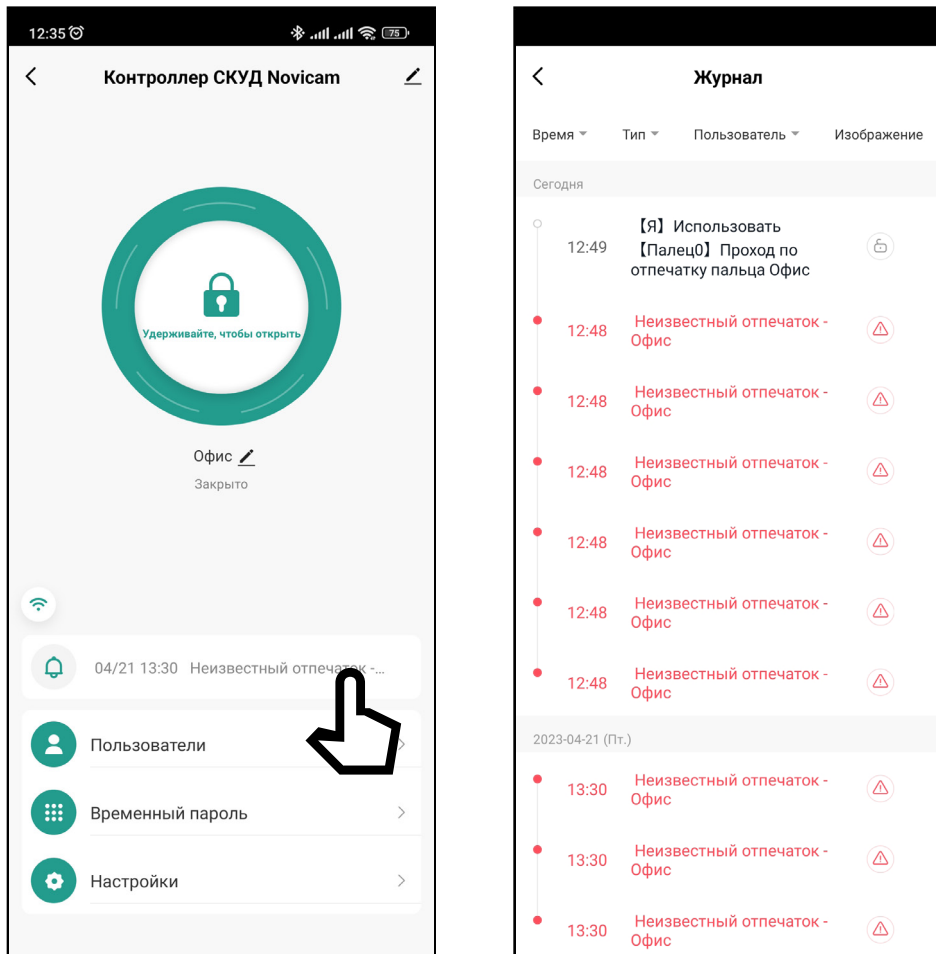 12:35
75
Контроллер СКУД Novicam
Удерживайте, чтобы открыть
Офис
Закрыто
04/21 13:30 Неизвестный отпечаток -...
Пользователи
Временный пароль
Настройки
Журнал
Время Тип Пользователь Изображение
Сегодня
12:49
【Я】Использовать
【Палец0】Проход по
отпечатку пальца Офис
12:48
Неизвестный отпечаток -
Офис
12:48
Неизвестный отпечаток -
Офис
12:48
Неизвестный отпечаток -
Офис
12:48
Неизвестный отпечаток -
Офис
12:48
Неизвестный отпечаток -
Офис
12:48
Неизвестный отпечаток -
Офис
2023-04-21 (Пт.)
13:30
Неизвестный отпечаток -
Офис
13:30
Неизвестный отпечаток -
Офис
13:30
Неизвестный отпечаток -
Офис